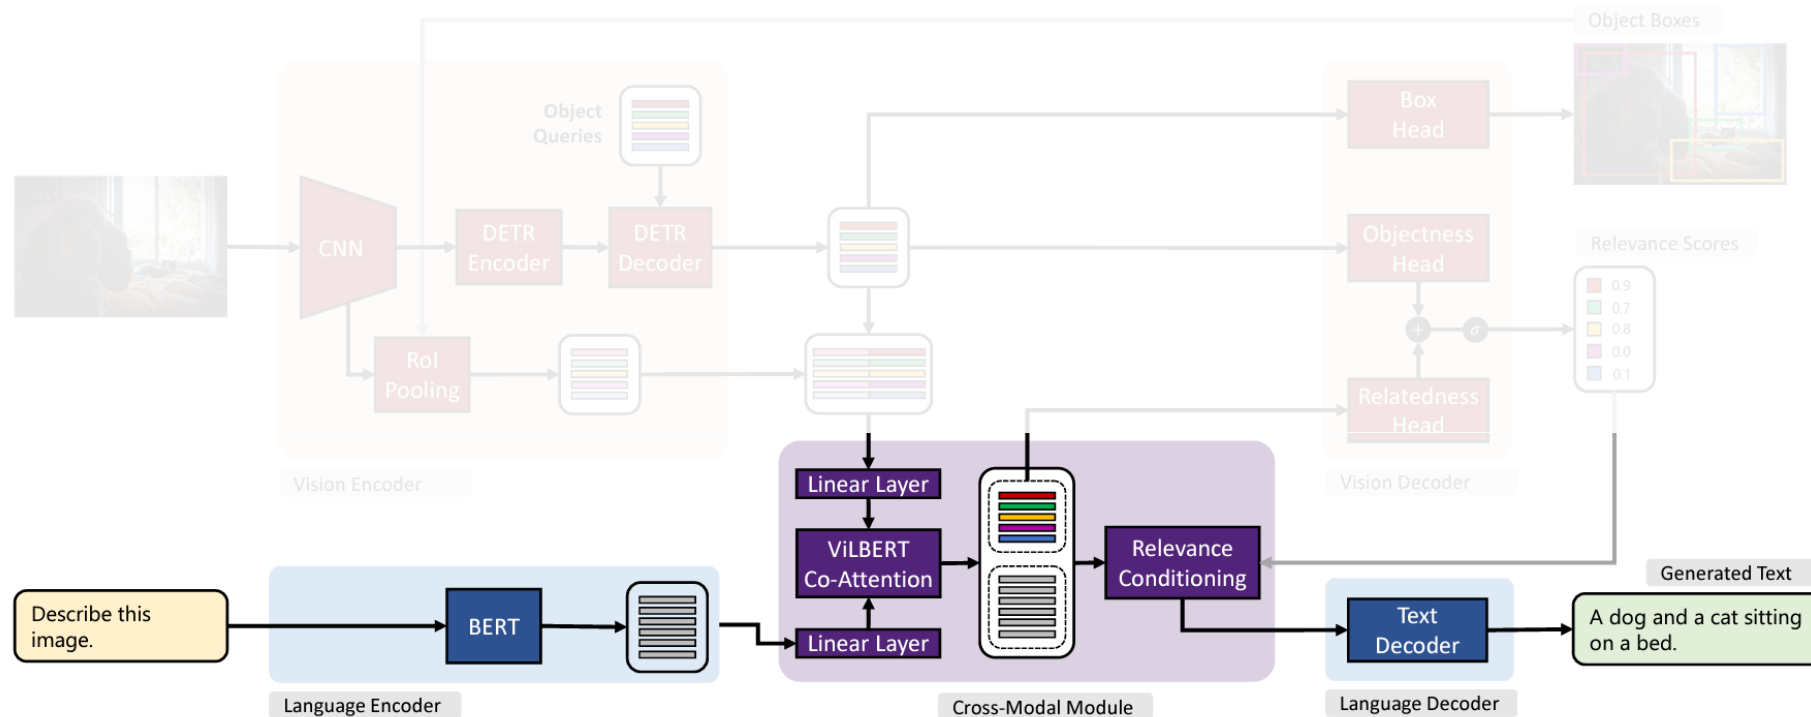 Object Boxes
Object
Queries
Box
Head
CNN
DETR
Encoder
DETR
Decoder
Objectness
Head
Relevance Scores
0.9
0.7
0.8
0.0
0.1
+
σ
RoI
Pooling
Relatedness
Head
Vision Encoder
Vision Decoder
Linear Layer
ViLBERT
Co-Attention
Relevance
Conditioning
Linear Layer
Describe this
image.
BERT
Language Encoder
Cross-Modal Module
Text
Decoder
Language Decoder
Generated Text
A dog and a cat sitting
on a bed.